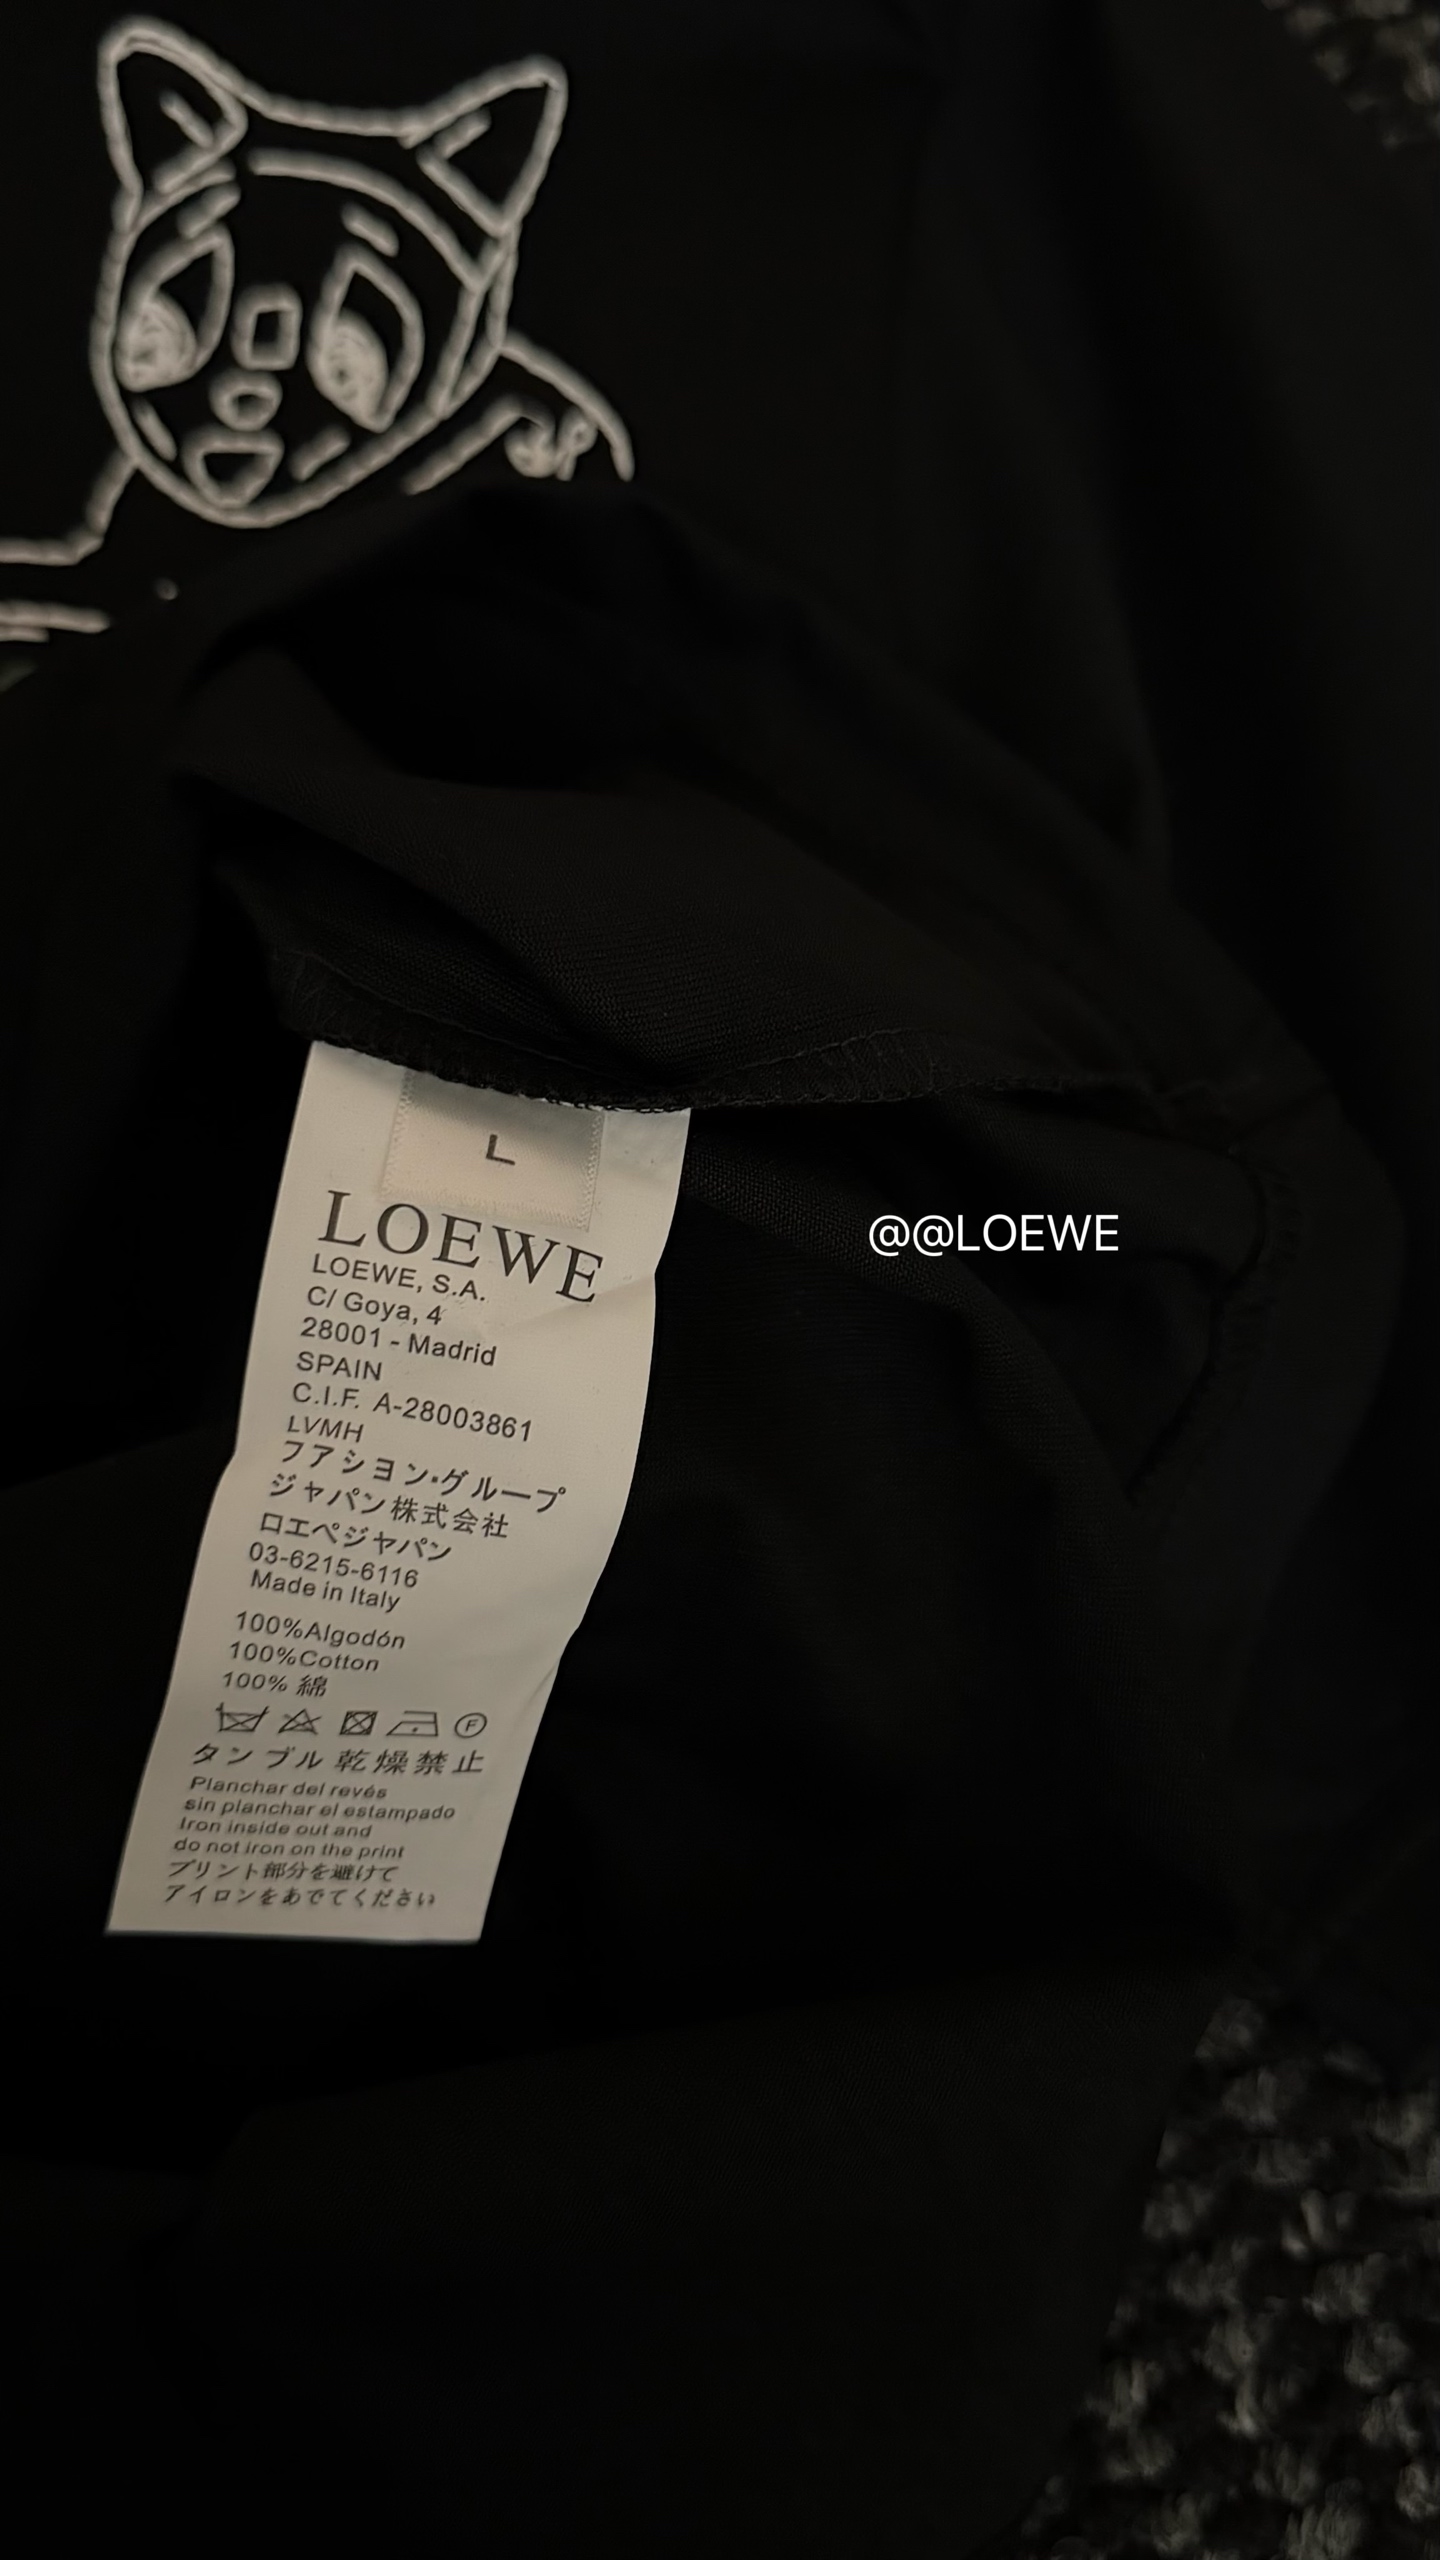 L
LOEWE
LOEWE, S.A.
C/ Goya, 4
28001 - Madrid
SPAIN
C.I.F. A-28003861
LVMH
フアション・グループ
ジャパン株式会社
ロエベジャパン
03-6215-6116
Made in Italy
100%Algodón
100%Cotton
100% 綿
F
タンブル乾燥禁止
Planchar del revés
sin planchar el estampado
Iron inside out and
do not iron on the print
プリント部分を避けて
アイロンをあでてください
@@LOEWE